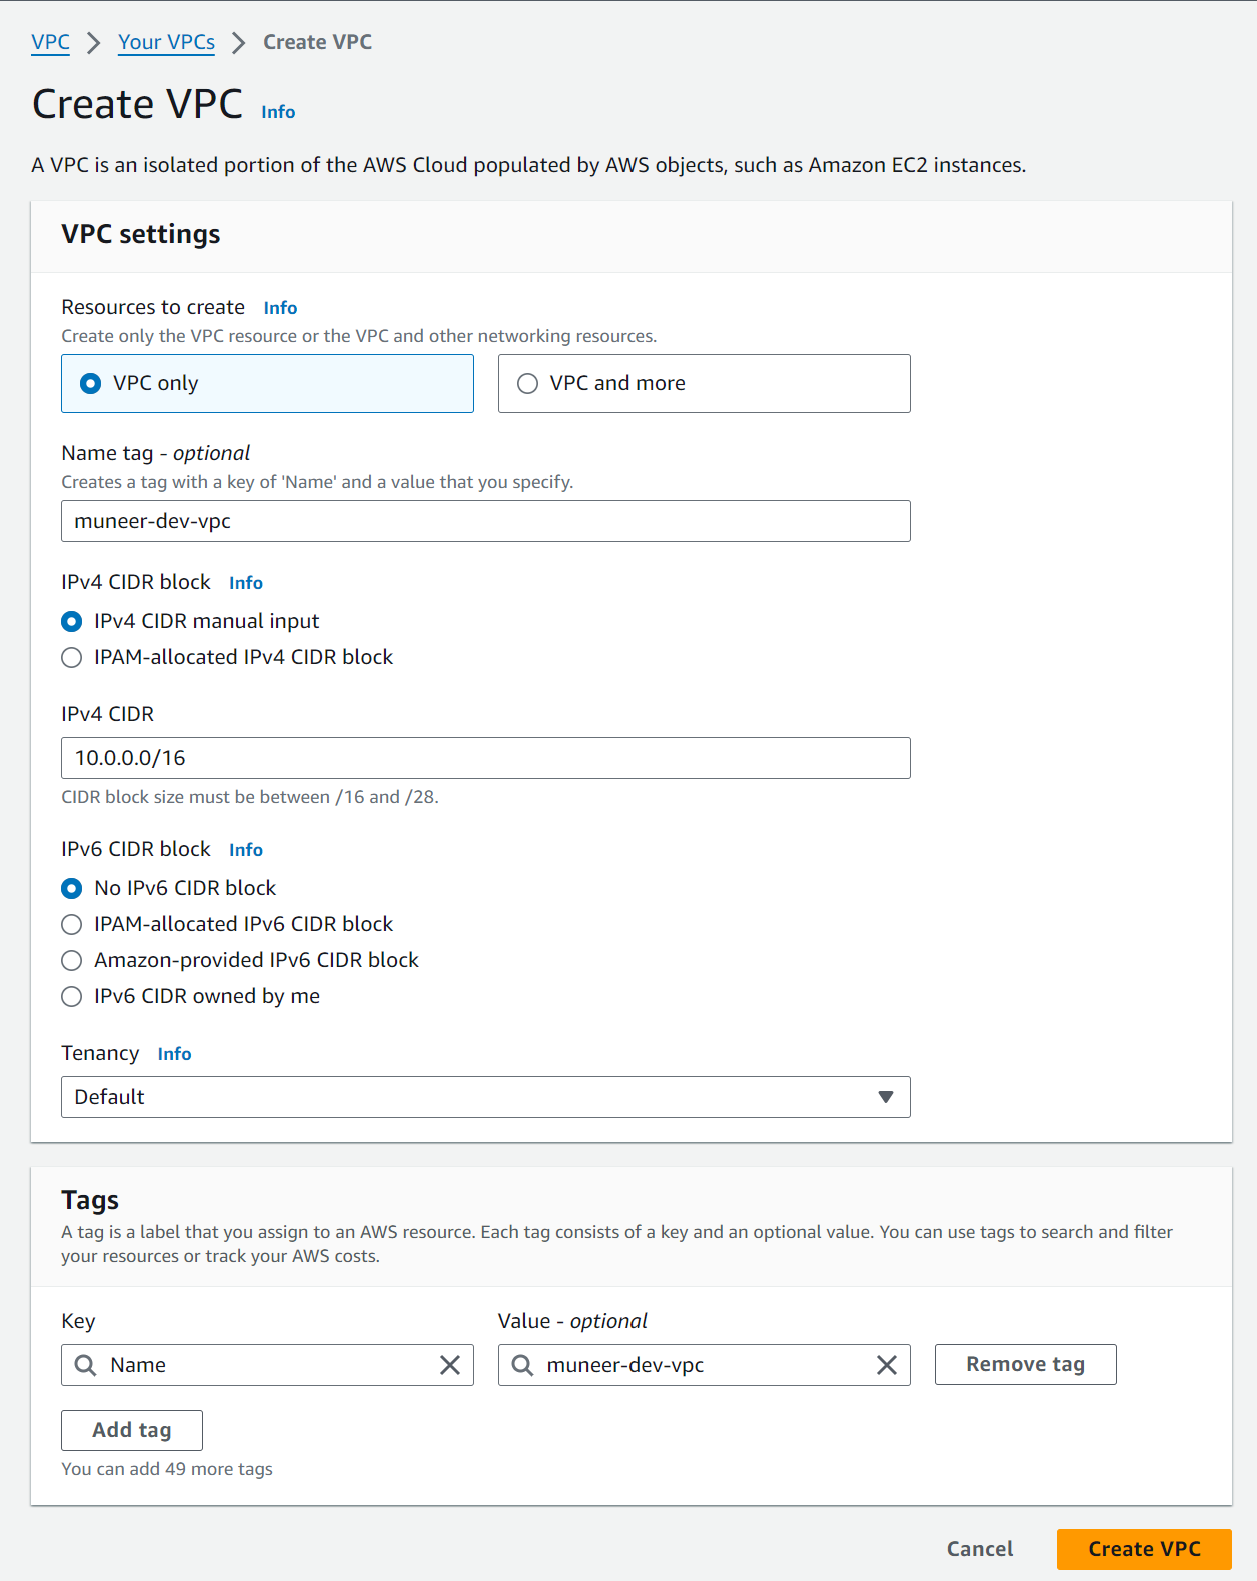 VPC > Your VPCs > Create VPC
Create VPC Info
A VPC is an isolated portion of the AWS Cloud populated by AWS objects, such as Amazon EC2 instances.
VPC settings
Resources to create Info
Create only the VPC resource or the VPC and other networking resources.
VPC only VPC and more
Name tag - optional
Creates a tag with a key of 'Name' and a value that you specify.
muneer-dev-vpc
IPv4 CIDR block Info
IPv4 CIDR manual input
IPAM-allocated IPv4 CIDR block
IPv4 CIDR
10.0.0.0/16
CIDR block size must be between /16 and /28.
IPv6 CIDR block Info
No IPv6 CIDR block
IPAM-allocated IPv6 CIDR block
Amazon-provided IPv6 CIDR block
IPv6 CIDR owned by me
Tenancy Info
Default
Tags
A tag is a label that you assign to an AWS resource. Each tag consists of a key and an optional value. You can use tags to search and filter
your resources or track your AWS costs.
Key Value - optional
Name muneer-dev-vpc Remove tag
Add tag
You can add 49 more tags
Cancel Create VPC